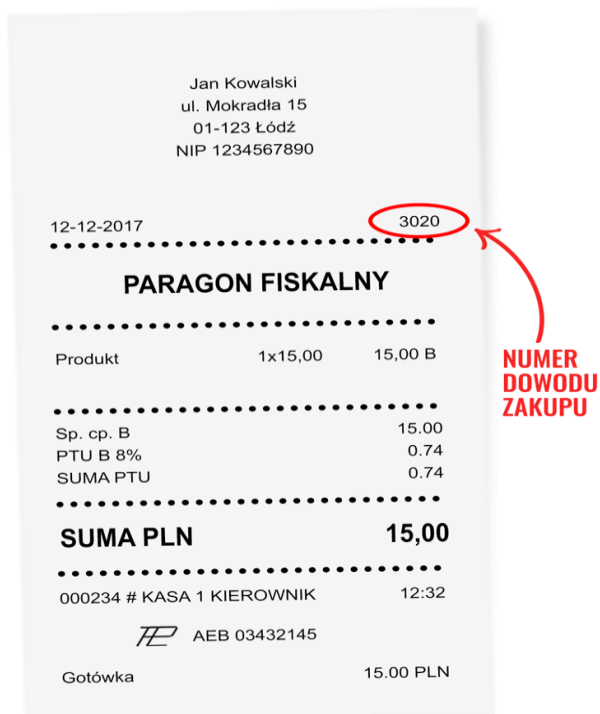 Jan Kowalski
ul. Mokradła 15
01-123 Łódź
NIP 1234567890
12-12-2017 3020
PARAGON FISKALNY
Produkt 1x15,00 15,00 B
Sp. cp. B 15.00
PTU B 8% 0.74
SUMA PTU 0.74
SUMA PLN 15,00
000234 # KASA 1 KIEROWNIK 12:32
AEB 03432145
Gotówka 15.00 PLN
NUMER
DOWODU
ZAKUPU